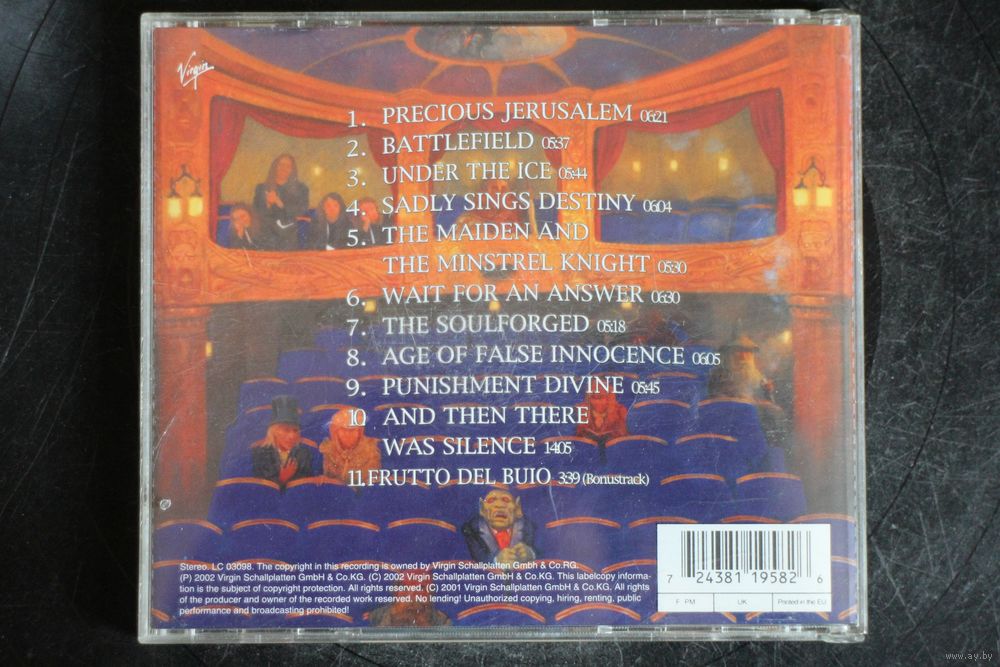 Virgin
1. PRECIOUS JERUSALEM 06:21
2. BATTLEFIELD 05:37
3. UNDER THE ICE 05:44
4. SADLY SINGS DESTINY 06:04
5. THE MAIDEN AND
THE MINSTREL KNIGHT 05:30
6. WAIT FOR AN ANSWER 06:30
7. THE SOULFORGED 05:18
8. AGE OF FALSE INNOCENCE 06:05
9. PUNISHMENT DIVINE 05:45
10. AND THEN THERE
WAS SILENCE 14:05
11. FRUTTO DEL BUIO 3:39 (Bonustrack)
Stereo. LC 03098. The copyright in this recording is owned by Virgin Schallplatten Gmbh & Co.RG.
(P) 2002 Virgin Schallplatten GmbH & Co.KG. (C) 2002 Virgin Schallplatten GmbH & Co.KG. This labelcopy informa-
tion is the subject of copyright protection. All rights reserved. (C) 2001 Virgin Schallplatten GmbH & Co.KG. All rights
of the producer and owner of the recorded work reserved. No lending! Unauthorized copying, hiring, renting, public
performance and broadcasting prohibited!
7 24381 19582 6
F: PM UK Printed in the EU
www.ay.by